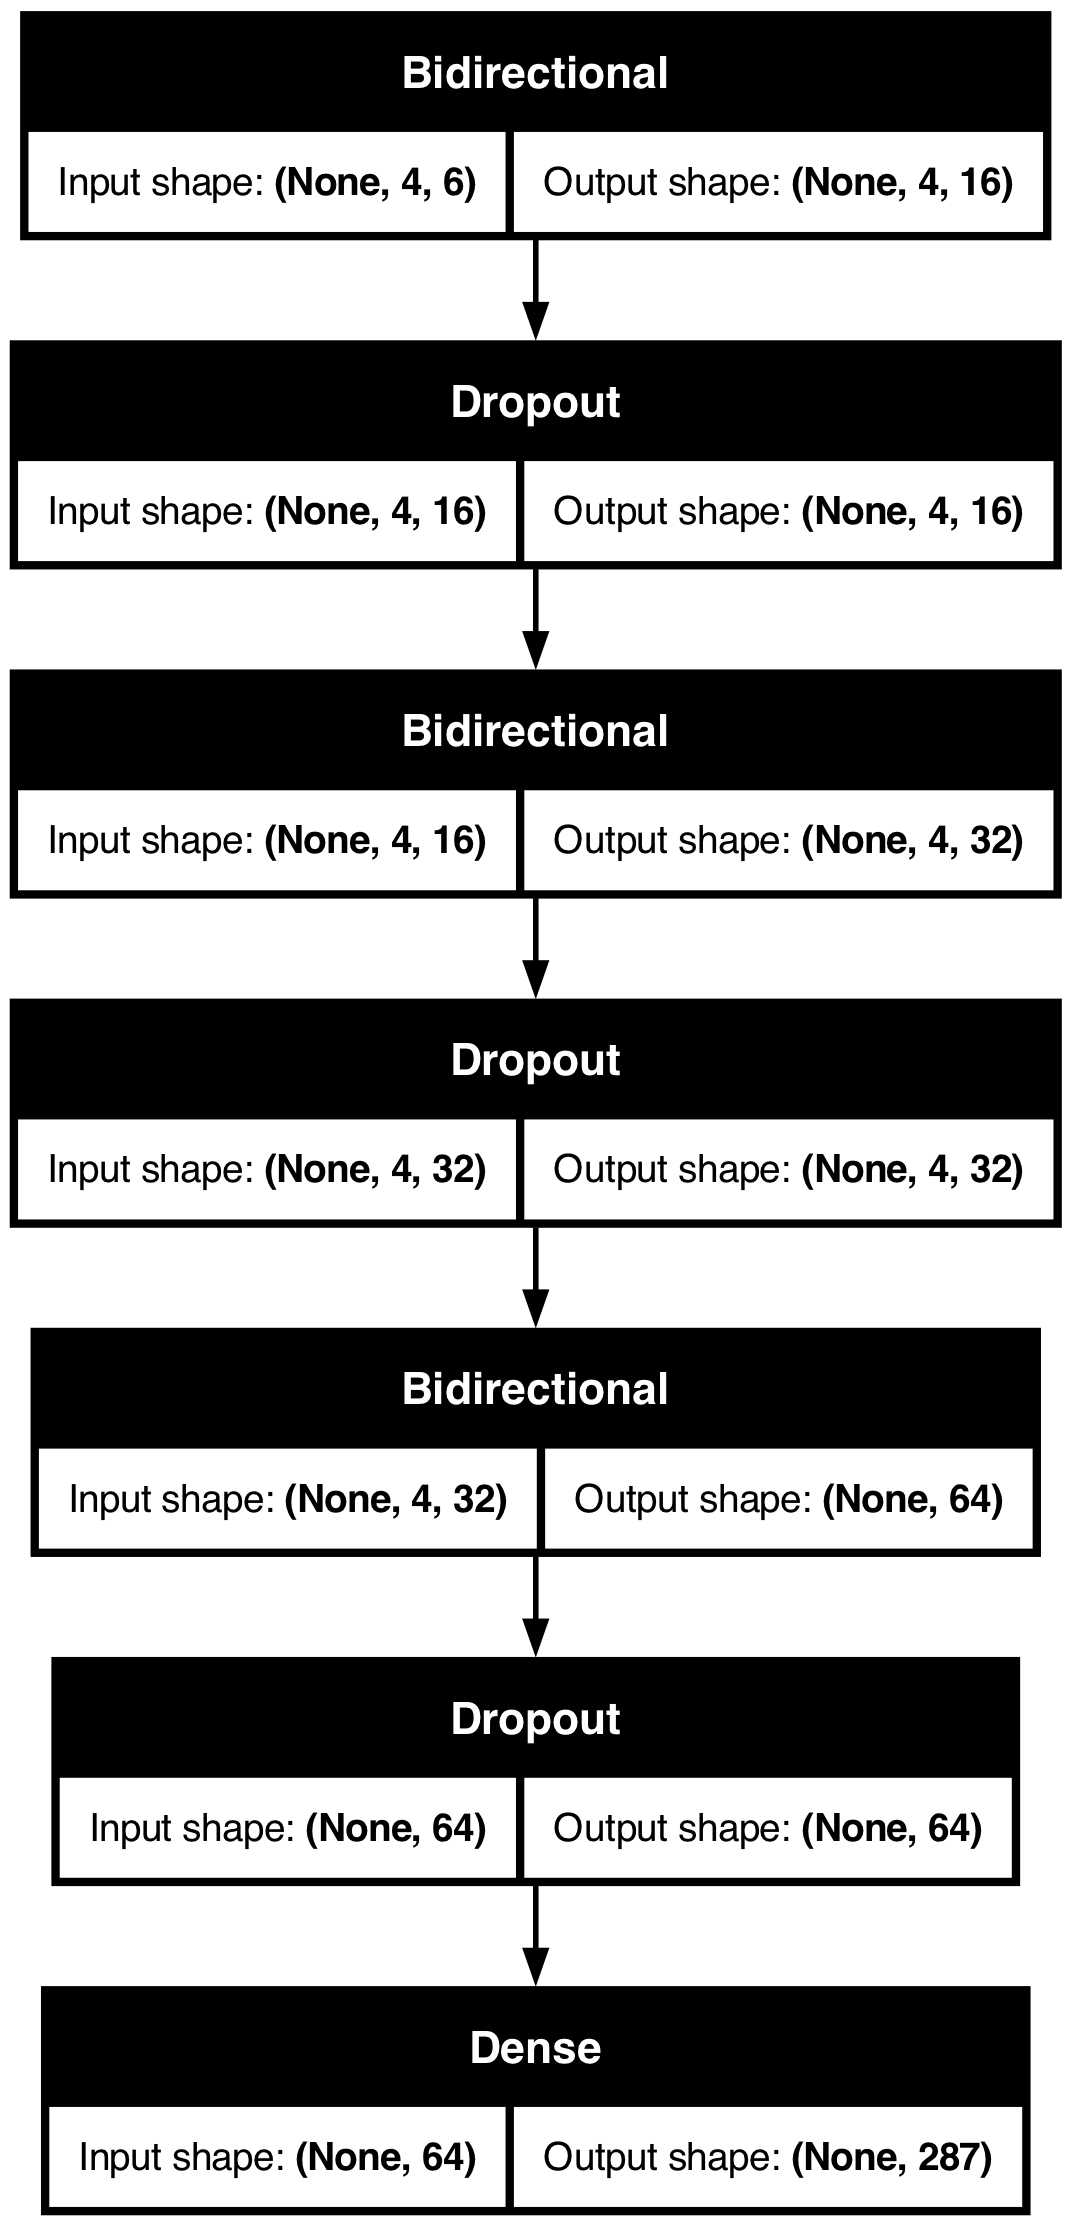 Bidirectional
Input shape: (None, 4, 6) Output shape: (None, 4, 16)
Dropout
Input shape: (None, 4, 16) Output shape: (None, 4, 16)
Bidirectional
Input shape: (None, 4, 16) Output shape: (None, 4, 32)
Dropout
Input shape: (None, 4, 32) Output shape: (None, 4, 32)
Bidirectional
Input shape: (None, 4, 32) Output shape: (None, 64)
Dropout
Input shape: (None, 64) Output shape: (None, 64)
Dense
Input shape: (None, 64) Output shape: (None, 287)